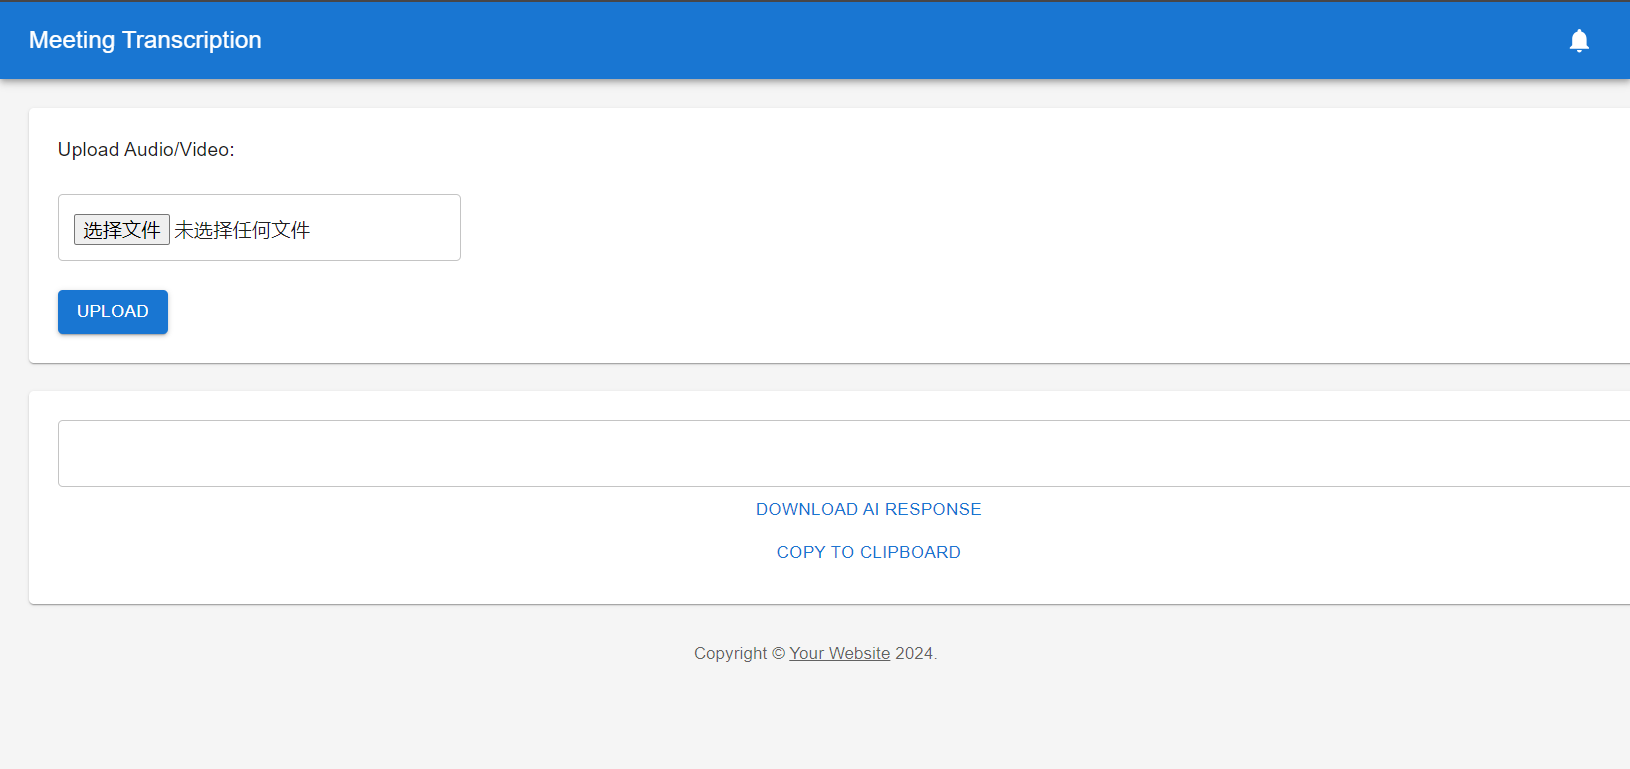 Meeting Transcription
Upload Audio/Video:
选择文件 未选择任何文件
UPLOAD
DOWNLOAD AI RESPONSE
COPY TO CLIPBOARD
Copyright © Your Website 2024.